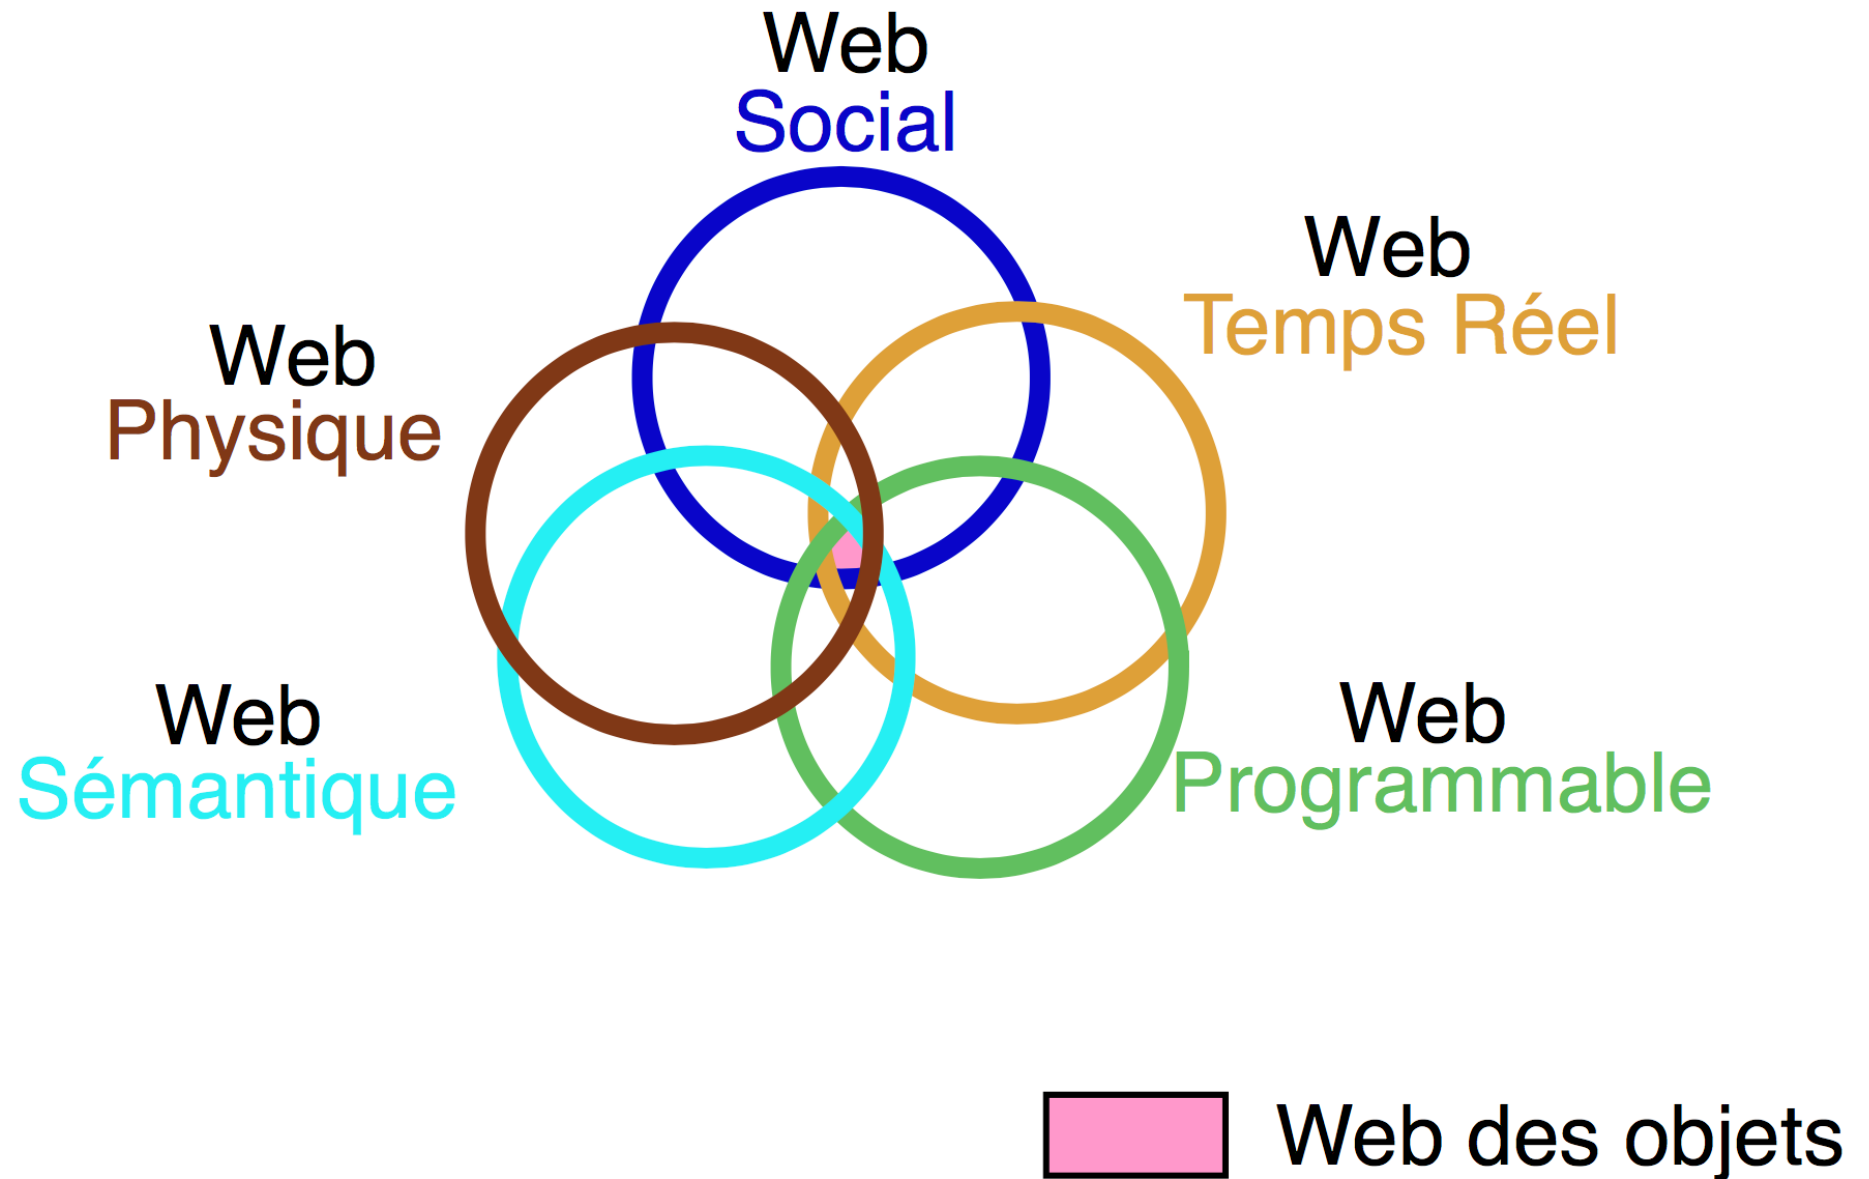 Web
Social
Web
Temps Réel
Web
Physique
Web
Sémantique
Web
Programmable
Web des objets